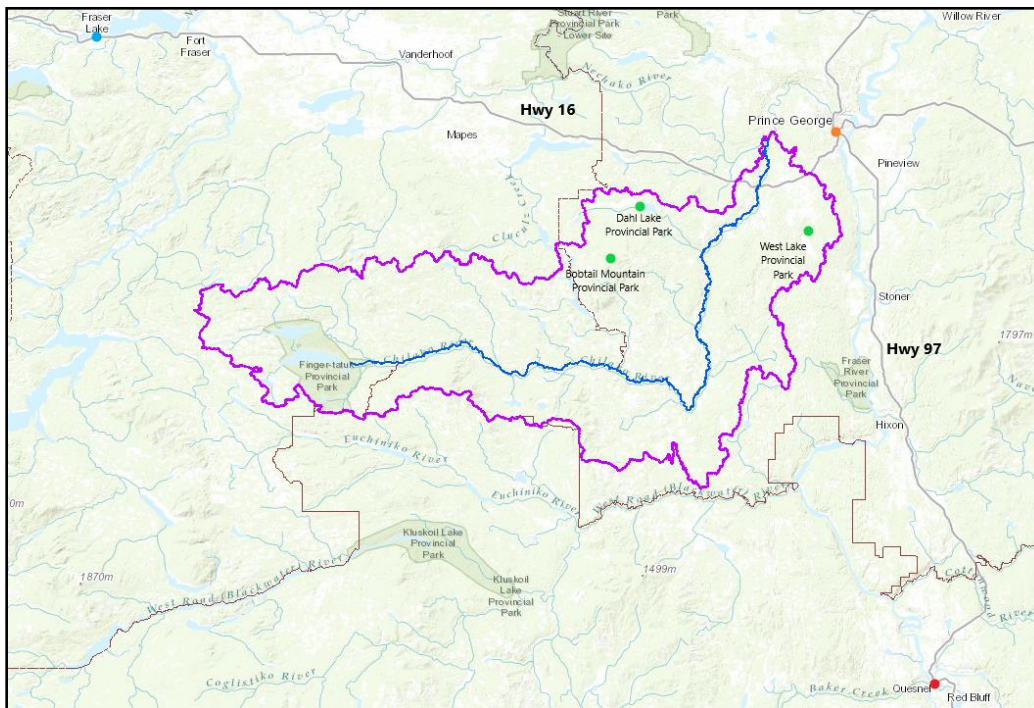 Fraser
Lake
Fort
Fraser
Vanderhoof
Stuart River
Provincial Park
Lower Site
Park
Willow River
Nechako River
Hwy 16
Prince George
Mapes
Pineview
Cluculz Creek
Dahl Lake
Provincial Park
West Lake
Provincial
Park
Bobtail Mountain
Provincial Park
Stoner
1797m
Hwy 97
Chilako River
Chilako River
Finger-tatuk
Provincial
Park
Fraser
River
Provincial
Park
Hixon
Euchiniko River
Euchiniko River
West Road (Blackwater) River
0m
Kluskoil Lake
Provincial
Park
Kluskoil
Lake
Provincial
Park
1870m
1499m
West Road (Blackwater) River
Cottonwood
River
Coglistiko River
Baker Creek
Quesnel
Red Bluff